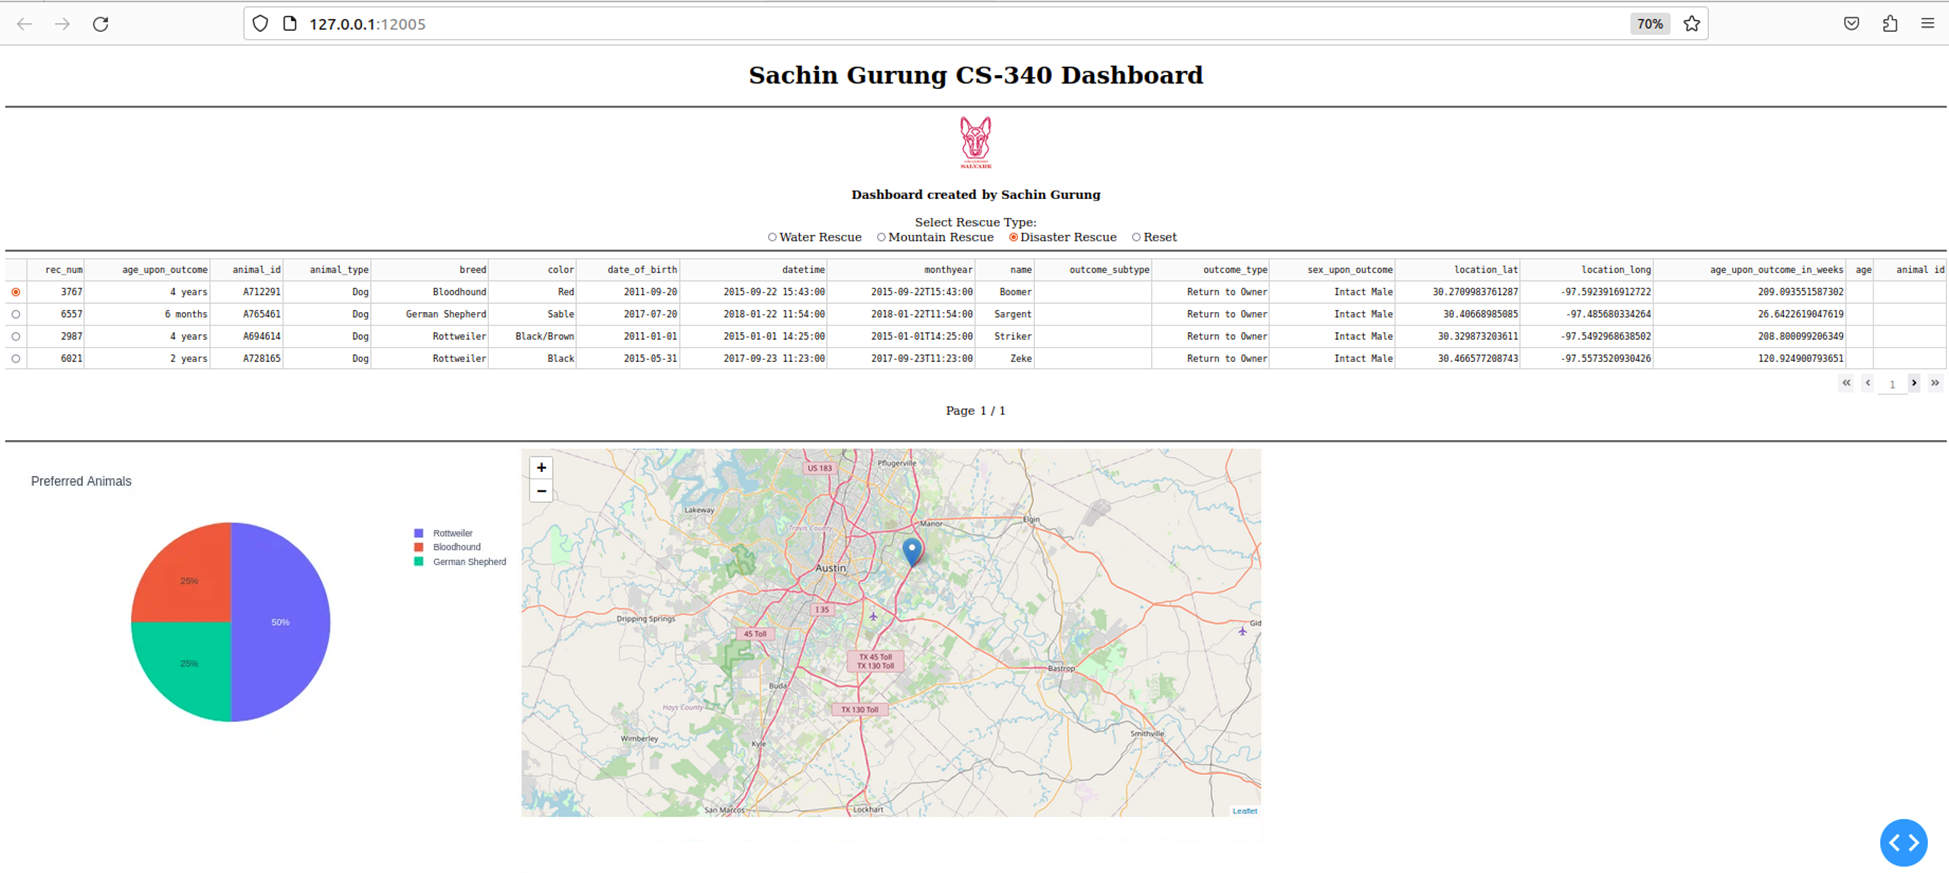 127.0.0.1:12005
70%
Sachin Gurung CS-340 Dashboard
SALVARE
Dashboard created by Sachin Gurung
Select Rescue Type:
Water Rescue Mountain Rescue Disaster Rescue Reset
rec_num age_upon_outcome animal_id animal_type breed color date_of_birth datetime monthyear name outcome_subtype outcome_type sex_upon_outcome location_lat location_long age_upon_outcome_in_weeks age animal id
3767 4 years A712291 Dog Bloodhound Red 2011-09-20 2015-09-22 15:43:00 2015-09-22T15:43:00 Boomer Return to Owner Intact Male 30.2709983761287 -97.5923916912722 209.093551587302
6557 6 months A765461 Dog German Shepherd Sable 2017-07-20 2018-01-22 11:54:00 2018-01-22T11:54:00 Sargent Return to Owner Intact Male 30.40668985085 -97.485680334264 26.6422619047619
2987 4 years A694614 Dog Rottweiler Black/Brown 2011-01-01 2015-01-01 14:25:00 2015-01-01T14:25:00 Striker Return to Owner Intact Male 30.329873203611 -97.5492968638502 208.800099206349
6021 2 years A728165 Dog Rottweiler Black 2015-05-31 2017-09-23 11:23:00 2017-09-23T11:23:00 Zeke Return to Owner Intact Male 30.466577208743 -97.5573520930426 120.924900793651
« ‹ 1 › »
Page 1 / 1
Preferred Animals
Rottweiler
Bloodhound
German Shepherd
25%
50%
25%
+
−
Pflugerville
US 183
Lakeway
Elgin
Manor
Travis County
Austin
I 35
Dripping Springs
Gid
45 Toll
TX 45 Toll
TX 130 Toll
Bastrop
Buda
Hays County
TX 130 Toll
Smithville
Wimberley
Kyle
San Marcos
Lockhart
Leaflet